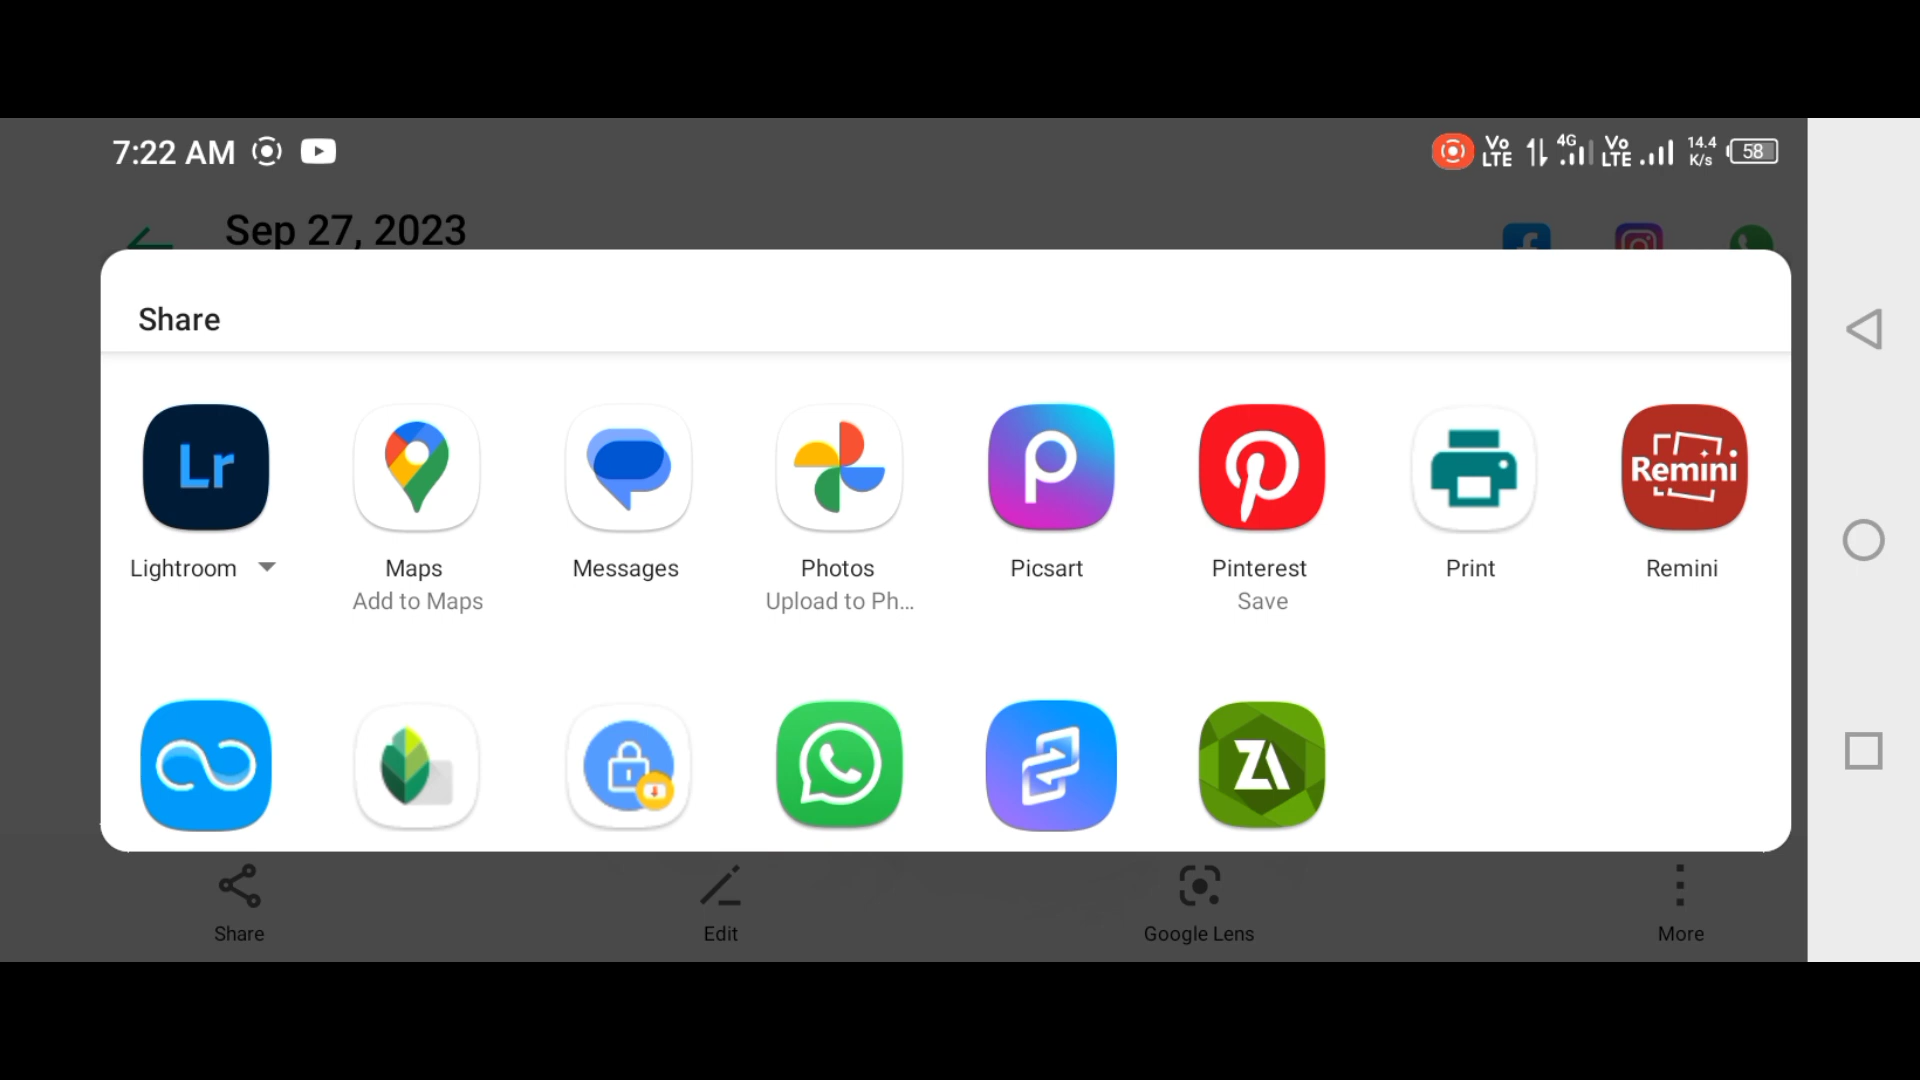 7:22 AM
Vo LTE 4G Vo LTE 14.4 K/s 58
Sep 27, 2023
Share
Lr
Remini
Lightroom
Maps
Messages
Photos
Picsart
Pinterest
Print
Remini
Add to Maps
Upload to Ph...
Save
ZA
Share
Edit
Google Lens
More